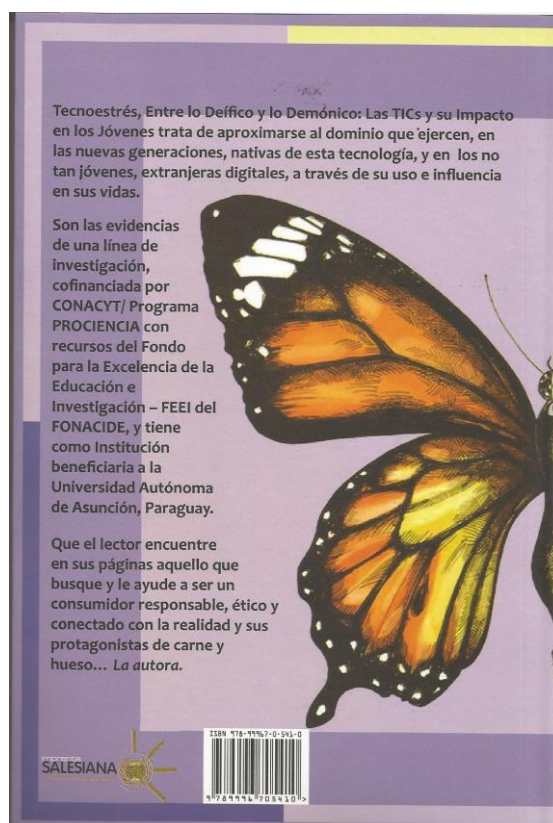 Tecnoestrés, Entre lo Deífico y lo Demónico: Las TICs y su Impacto
en los Jóvenes trata de aproximarse al dominio que ejercen, en
las nuevas generaciones, nativas de esta tecnología, y en los no
tan jóvenes, extranjeras digitales, a través de su uso e influencia
en sus vidas.
Son las evidencias
de una línea de
investigación,
cofinanciada por
CONACYT/ Programa
PROCIENCIA con
recursos del Fondo
para la Excelencia de la
Educación e
Investigación – FEEI del
FONACIDE, y tiene
como Institución
beneficiaria a la
Universidad Autónoma
de Asunción, Paraguay.
Que el lector encuentre
en sus páginas aquello que
busque y le ayude a ser un
consumidor responsable, ético y
conectado con la realidad y sus
protagonistas de carne y
hueso... La autora.
ISBN 978-99967-0-541-0
SALESIANA
9 789996 705410 >